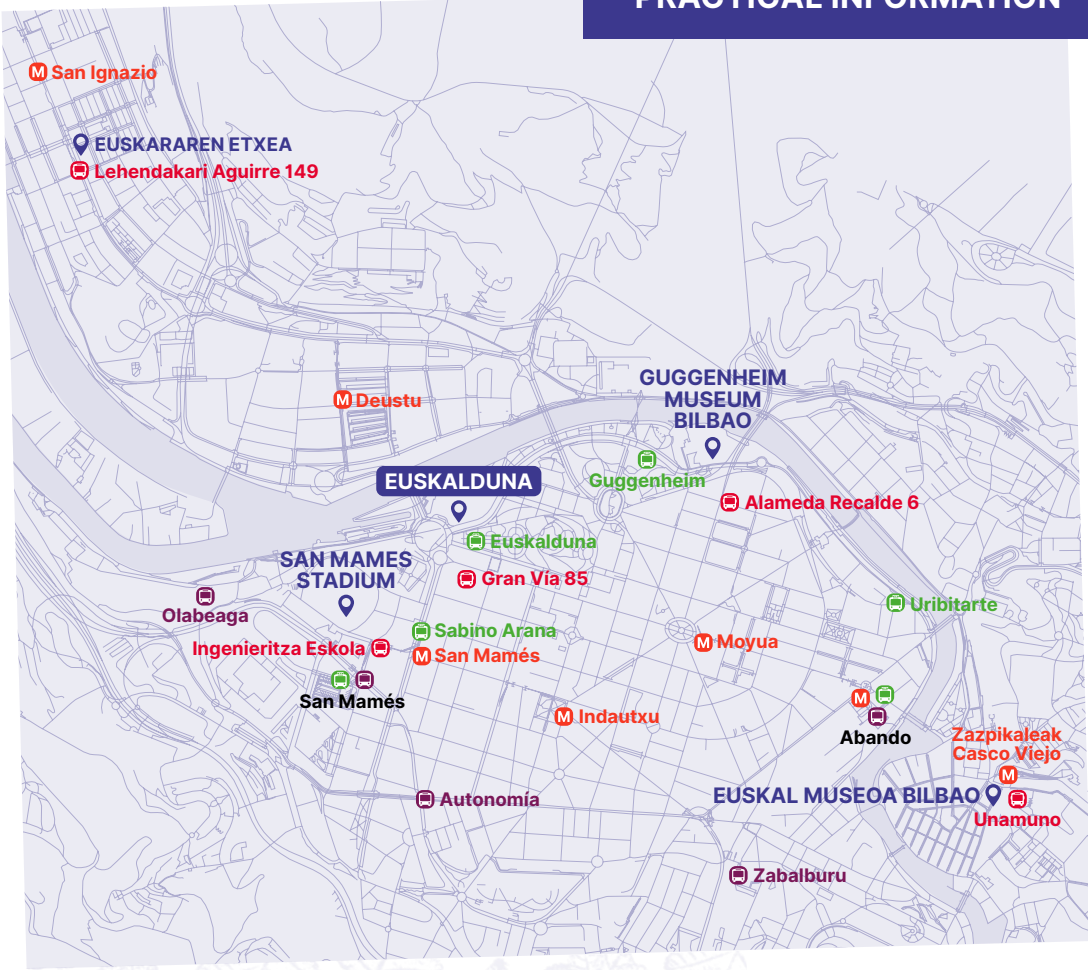 PRACTICAL INFORMATION
M San Ignazio
EUSKARAREN ETXEA
Lehendakari Aguirre 149
M Deustu
GUGGENHEIM
MUSEUM
BILBAO
Guggenheim
EUSKALDUNA
Alameda Recalde 6
Euskalduna
SAN MAMES
STADIUM
Gran Vía 85
Olabeaga
Uribitarte
Sabino Arana
Ingenieritza Eskola
M San Mamés
M Moyua
San Mamés
M Indautxu
M
Abando
Zazpikaleak
Casco Viejo
M
EUSKAL MUSEOA BILBAO
Unamuno
Autonomía
Zabalburu